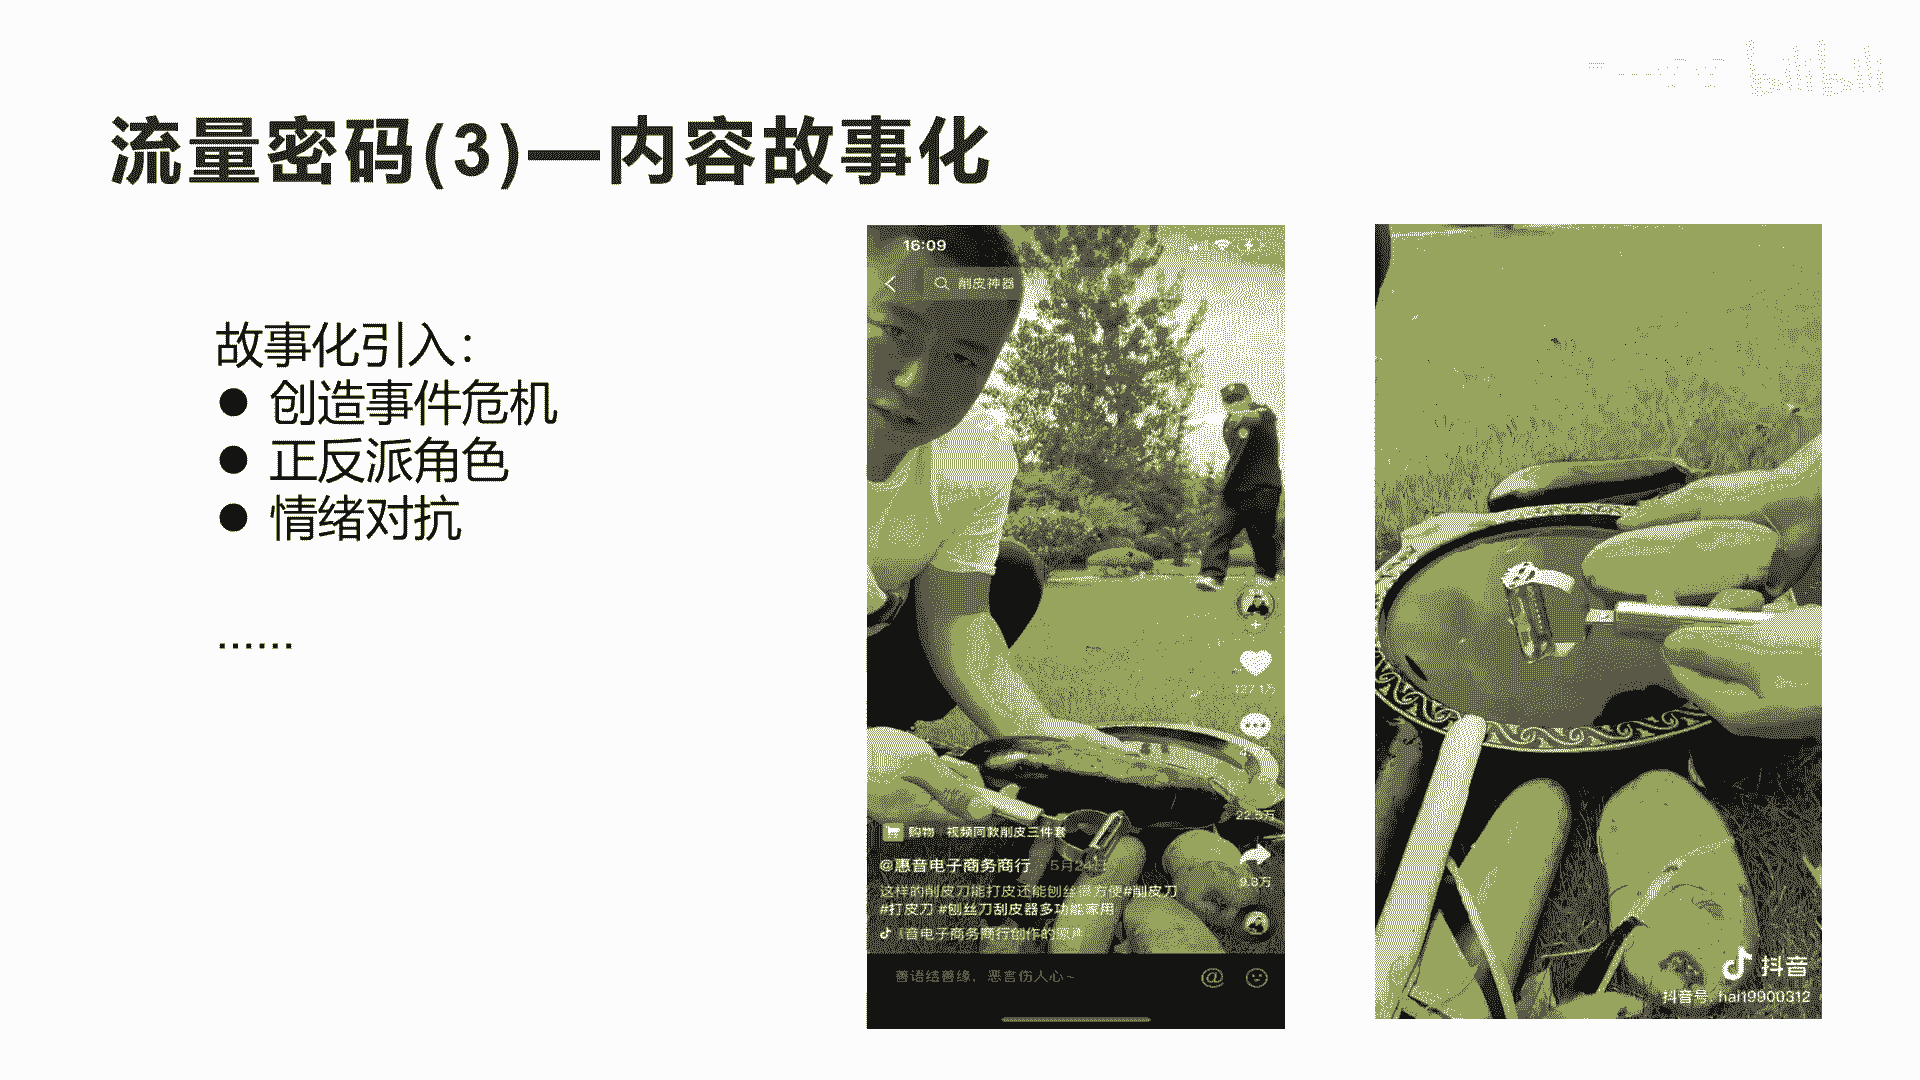 bilibili
流量密码(3)—内容故事化
故事化引入：
● 创造事件危机
● 正反派角色
● 情绪对抗
……
16:09
削皮神器
127.1万
22.5万
9.8万
购物 视频同款削皮三件套
@惠音电子商务商行
这样的削皮刀能打皮还能刨丝很方便#削皮刀
#打皮刀 #刨丝刀刮皮器多功能家用
音电子商务商行创作的原声
善语结善缘，恶言伤人心~
抖音
抖音号: hai19900312